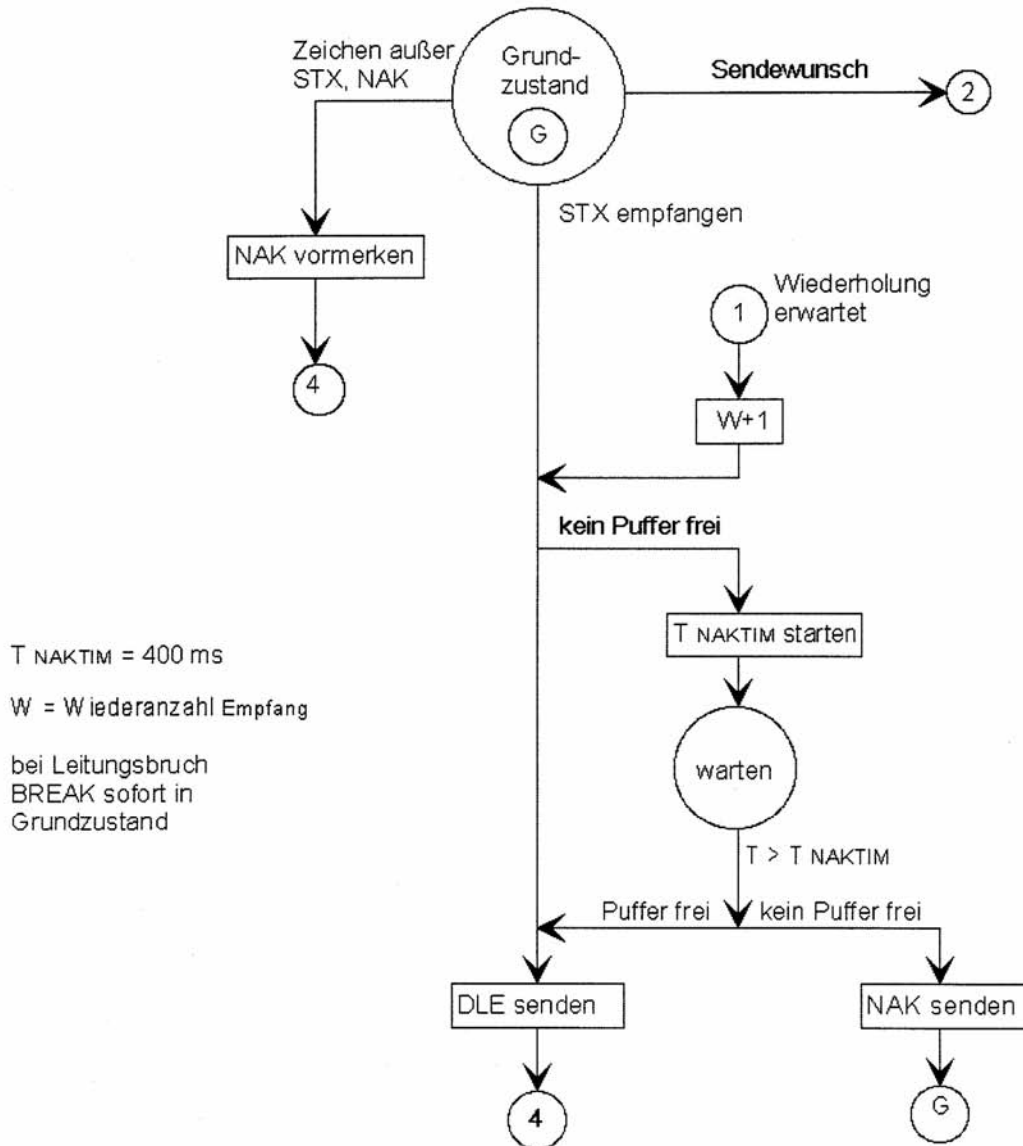 Zeichen außer
STX, NAK
Grund-
zustand
G
Sendewunsch
2
STX empfangen
NAK vormerken
4
1
Wiederholung
erwartet
W+1
kein Puffer frei
T NAKTIM starten
T NAKTIM = 400 ms
W = Wiederanzahl Empfang
bei Leitungsbruch
BREAK sofort in
Grundzustand
warten
T > T NAKTIM
Puffer frei
kein Puffer frei
DLE senden
NAK senden
4
G